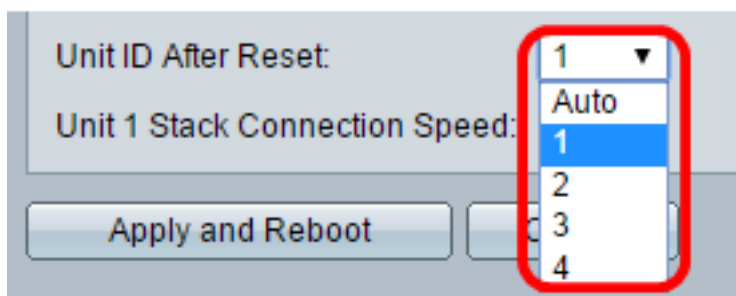 Unit ID After Reset: 1
Auto
Unit 1 Stack Connection Speed:
1
2
Apply and Reboot
3
4